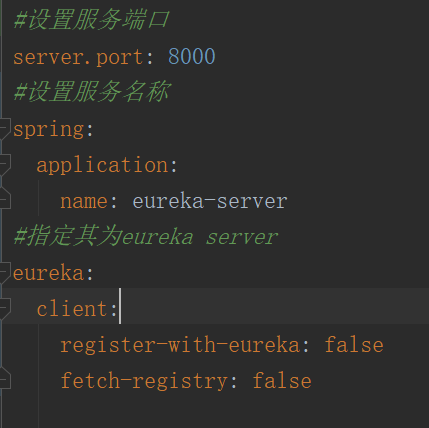 #设置服务端口
server.port: 8000
#设置服务名称
spring:
  application:
    name: eureka-server
#指定其为eureka server
eureka:
  client:
    register-with-eureka: false
    fetch-registry: false